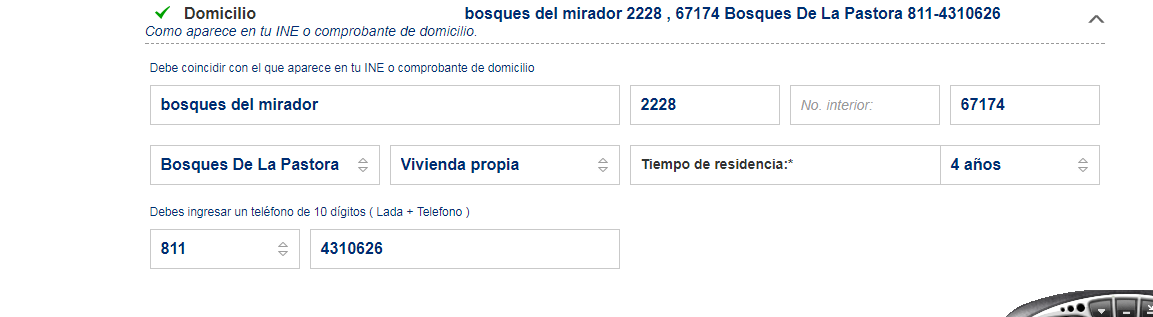 Domicilio bosques del mirador 2228 , 67174 Bosques De La Pastora 811-4310626
Como aparece en tu INE o comprobante de domicilio.
Debe coincidir con el que aparece en tu INE o comprobante de domicilio
bosques del mirador 2228 No. interior: 67174
Bosques De La Pastora Vivienda propia Tiempo de residencia:* 4 años
Debes ingresar un teléfono de 10 dígitos ( Lada + Telefono )
811 4310626